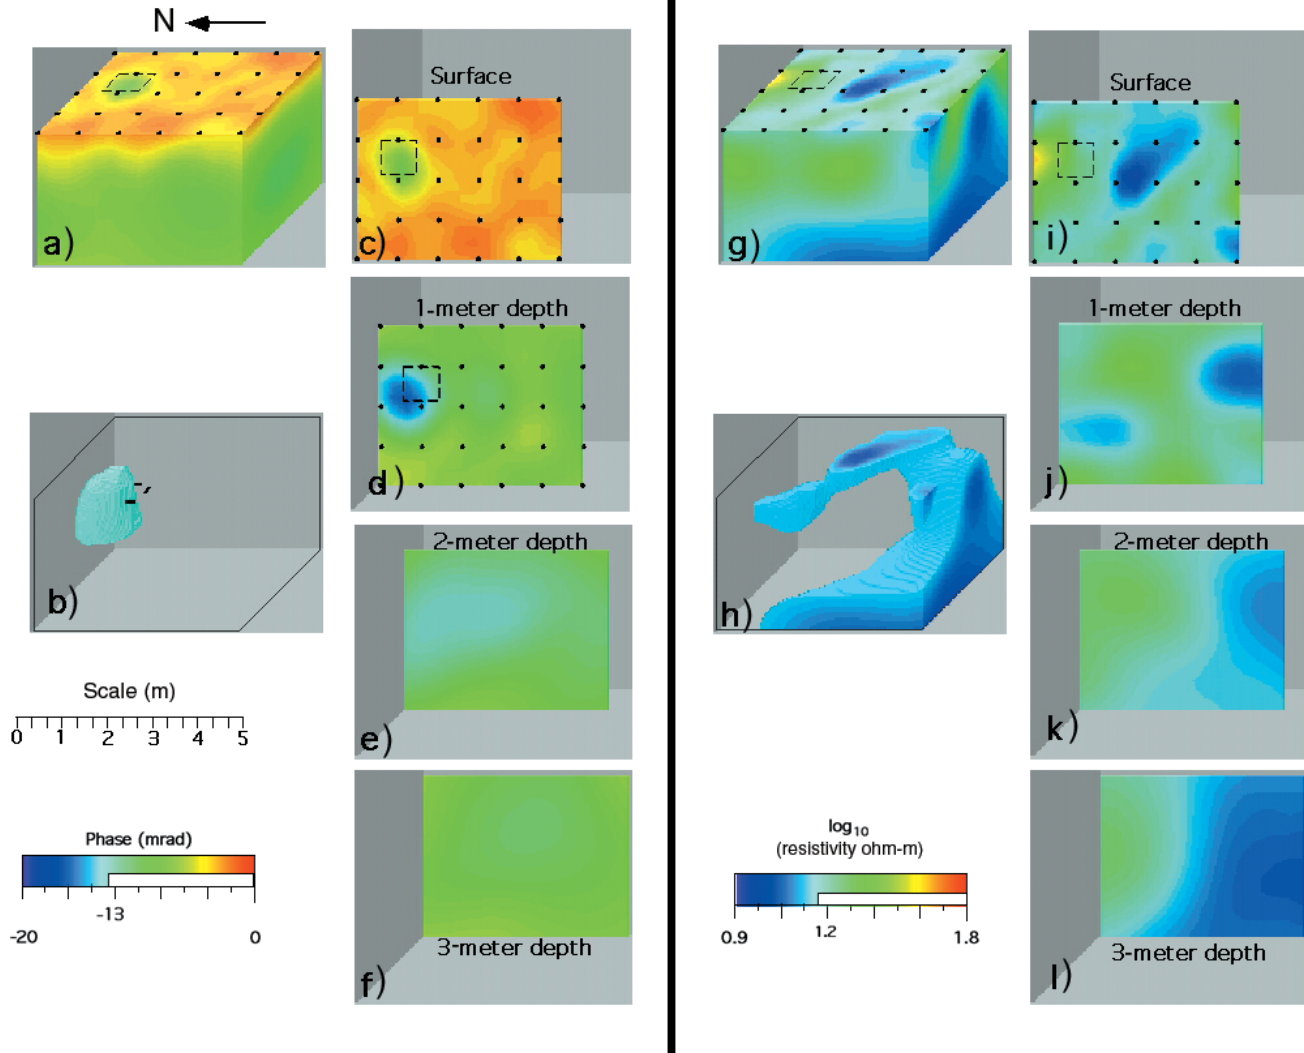 N
Surface
a)
c)
1-meter depth
d)
b)
2-meter depth
e)
Scale (m)
0 1 2 3 4 5
3-meter depth
f)
Phase (mrad)
-13
-20 0
Surface
g)
i)
1-meter depth
j)
h)
2-meter depth
k)
3-meter depth
l)
log10
(resistivity ohm-m)
0.9 1.2 1.8